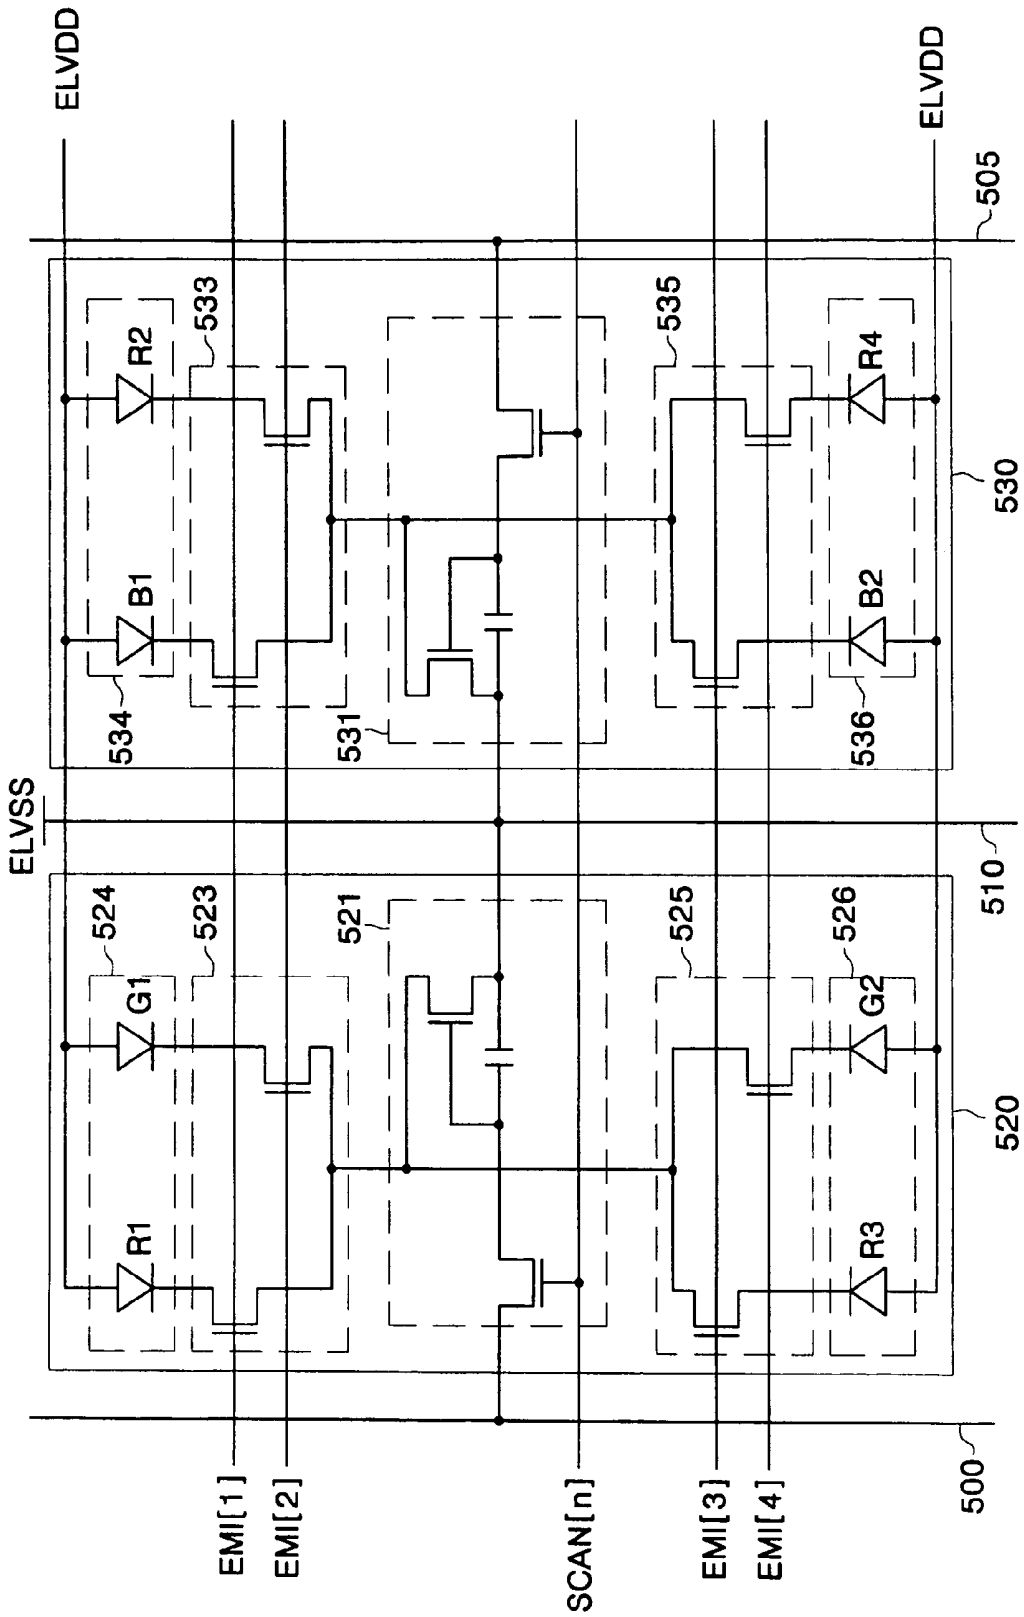 ELVDD
ELVDD
ELVSS
505
R2
533
535
R4
530
B1
534
531
B2
536
510
524
523
521
525
526
G1
G2
520
R1
R3
500
EMI[1]
EMI[2]
SCAN[n]
EMI[3]
EMI[4]